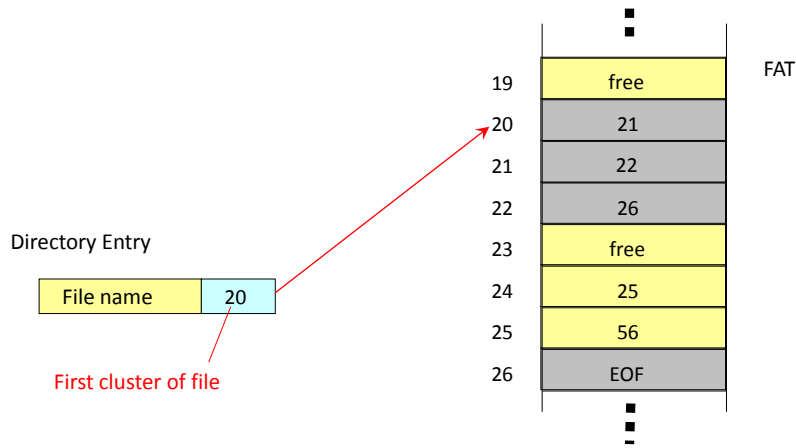 FAT
19 free
20 21
21 22
22 26
23 free
24 25
25 56
26 EOF
Directory Entry
File name 20
First cluster of file